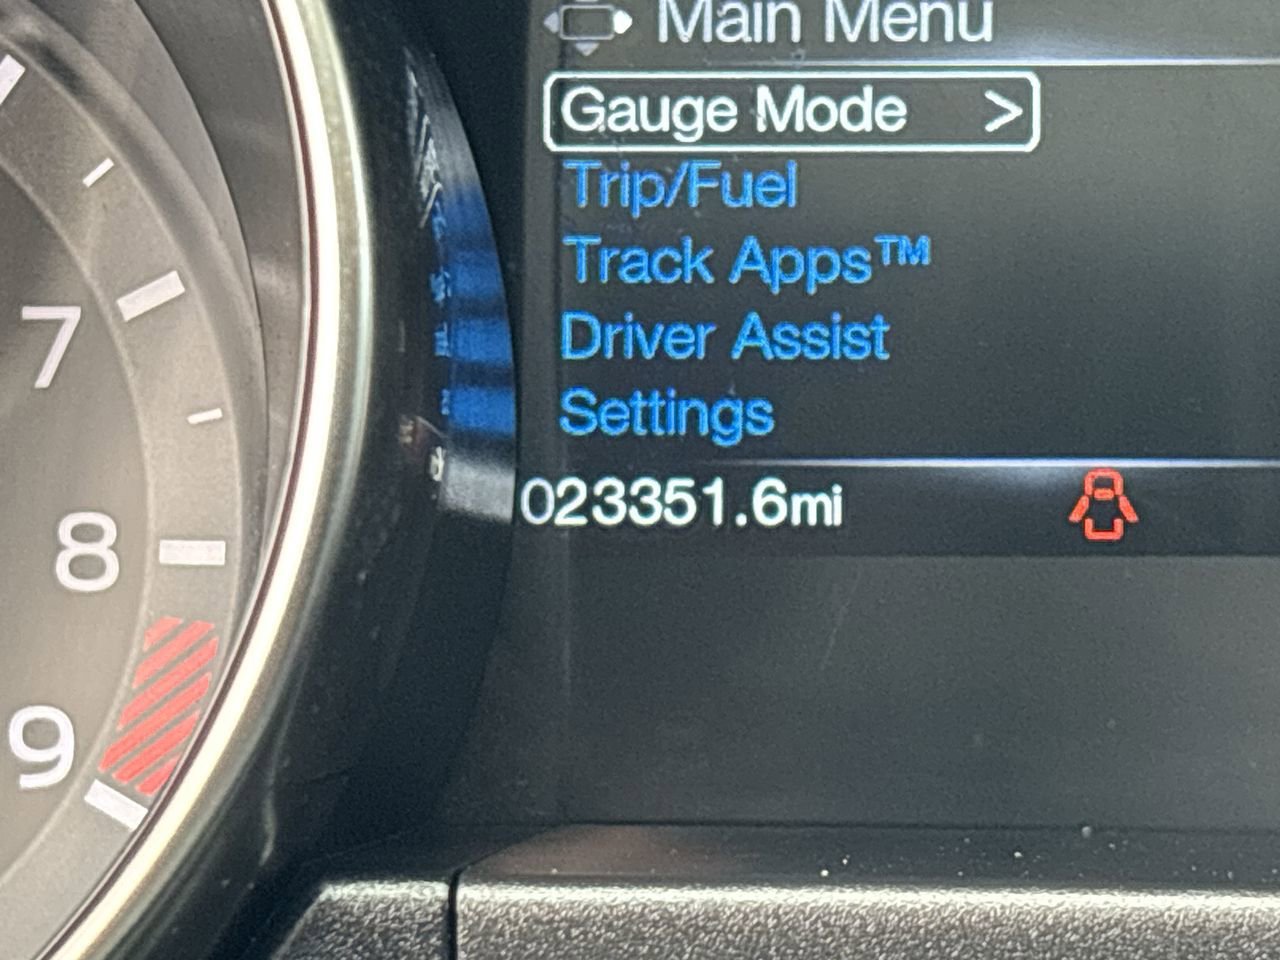 Main Menu
Gauge Mode >
Trip/Fuel
Track Apps™
Driver Assist
Settings
023351.6mi
7
8
9